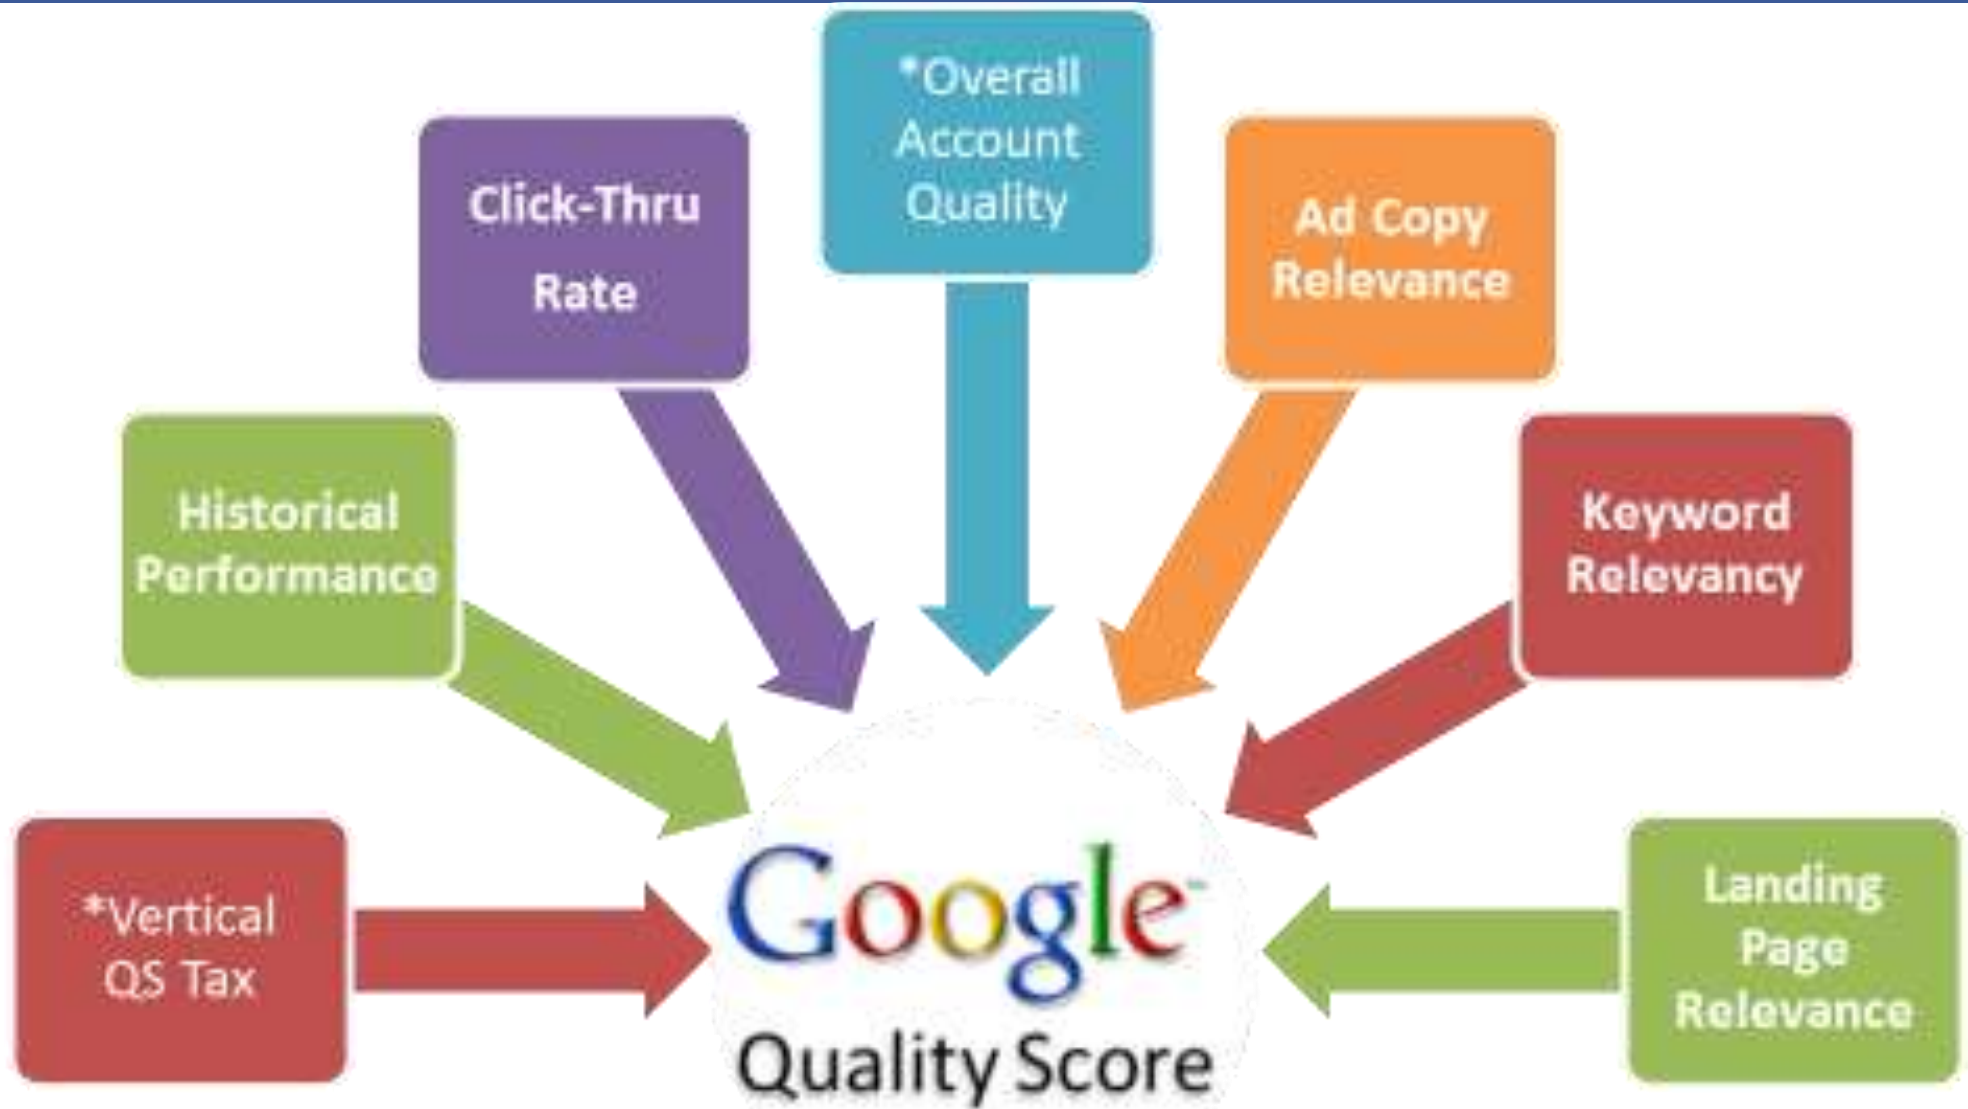 *Overall
Account
Quality
Click-Thru
Rate
Ad Copy
Relevance
Historical
Performance
Keyword
Relevancy
*Vertical
QS Tax
Landing
Page
Relevance
Google™
Quality Score